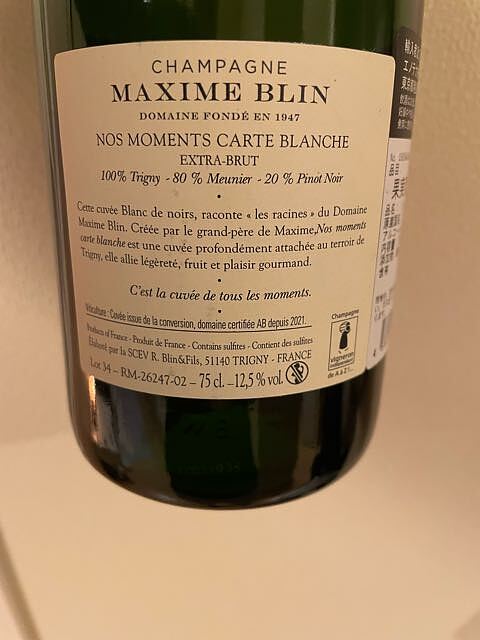 CHAMPAGNE
MAXIME BLIN
DOMAINE FONDÉ EN 1947
NOS MOMENTS CARTE BLANCHE
EXTRA-BRUT
100% Trigny - 80 % Meunier - 20 % Pinot Noir
Cette cuvée Blanc de noirs, raconte « les racines » du Domaine
Maxime Blin. Créée par le grand-père de Maxime,Nos moments
carte blanche est une cuvée profondément attachée au terroir de
Trigny, elle allie légèreté, fruit et plaisir gourmand.
C'est la cuvée de tous les moments.
Viticulture : Cuvée issue de la conversion, domaine certifiée AB depuis 2021.
Products of France - Produit de France - Contains sulfites - Contient des sulfites
Élaboré par la SCEV R. Blin&Fils, 51140 TRIGNY - FRANCE
Lot 34 – RM-26247-02 – 75 cl. –12,5 % vol.
Champagne
vigneron
indépendant
de A à Z...